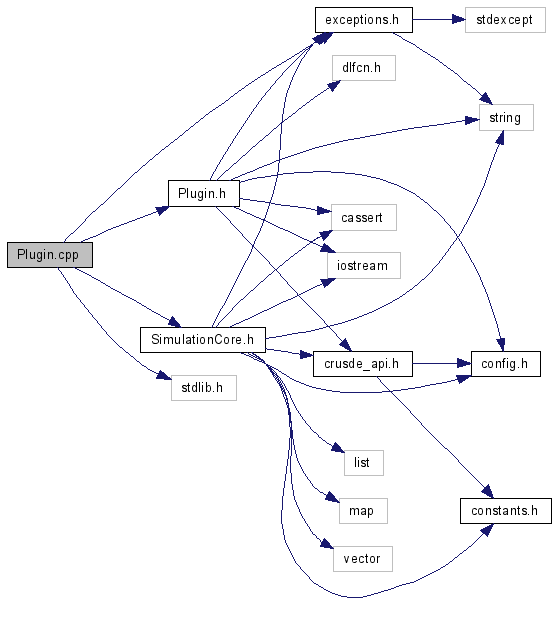 exceptions.h
stdexcept
dlfcn.h
string
Plugin.h
cassert
Plugin.cpp
iostream
SimulationCore.h
crusde_api.h
config.h
stdlib.h
list
map
constants.h
vector